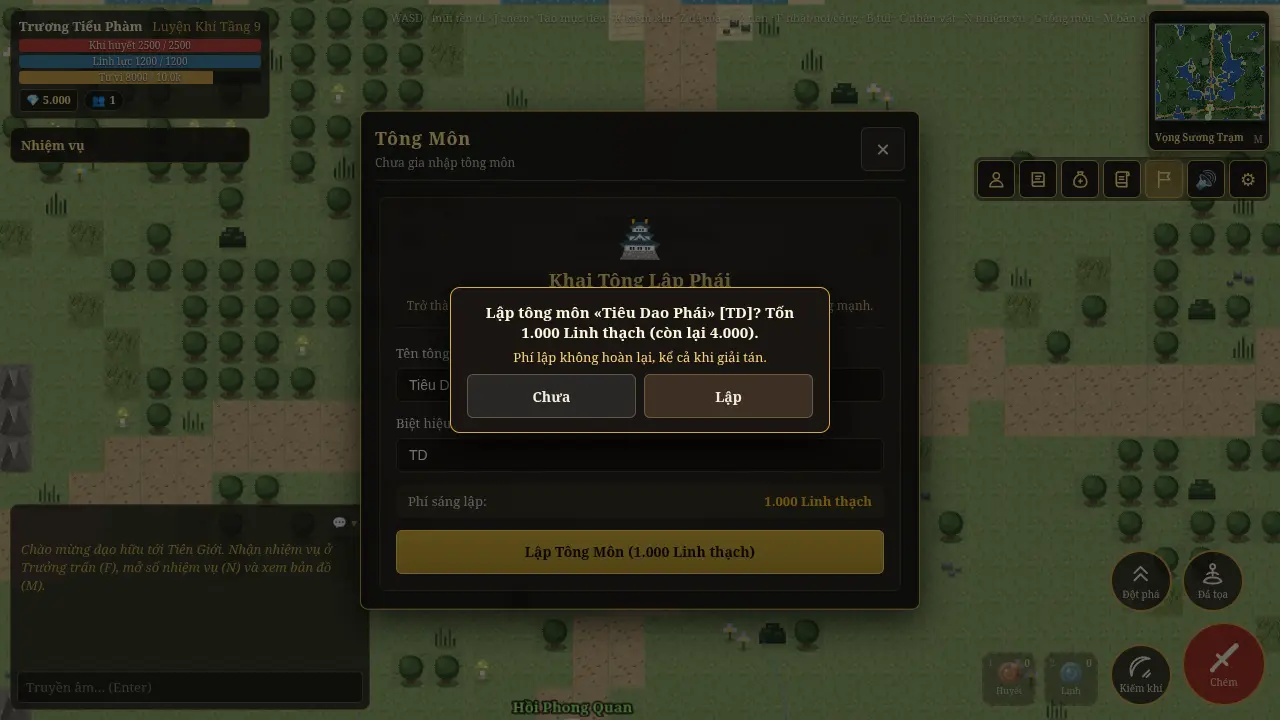 Trương Tiểu Phàm Luyện Khí Tầng 9
Khí huyết 2500 / 2500
Linh lực 1200 / 1200
Tu vi 8000 / 10.0k
5.000
1
Nhiệm vụ
Vọng Sương Trạm M
Tông Môn
Chưa gia nhập tông môn
Khai Tông Lập Phái
Trở thà
g mạnh.
Lập tông môn «Tiêu Dao Phái» [TD]? Tốn
1.000 Linh thạch (còn lại 4.000).
Phí lập không hoàn lại, kể cả khi giải tán.
Chưa
Lập
Tên tông
Tiêu D
Biệt hiệu
TD
Phí sáng lập:
1.000 Linh thạch
Lập Tông Môn (1.000 Linh thạch)
Chào mừng đạo hữu tới Tiên Giới. Nhận nhiệm vụ ở
Trưởng trấn (F), mở sổ nhiệm vụ (N) và xem bản đồ
(M).
Truyền âm... (Enter)
Hồi Phong Quan
Đột phá
Đả tọa
Huyết
Linh
Kiếm khí
Chém